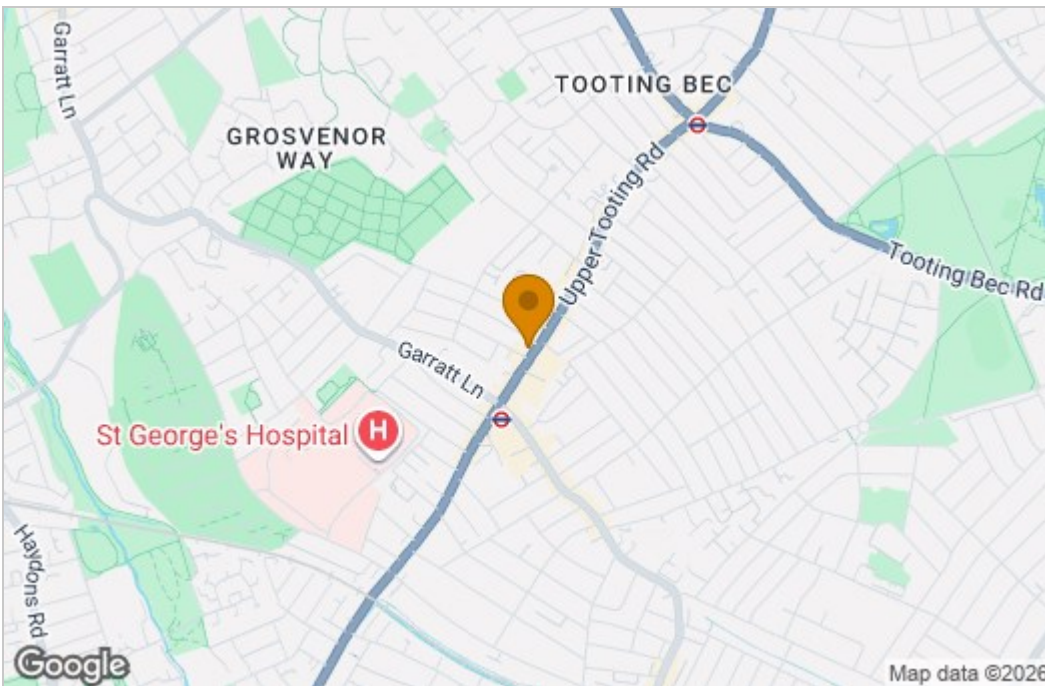 Garratt Ln
TOOTING BEC
GROSVENOR
WAY
Upper Tooting Rd
Tooting Bec Rd
Garratt Ln
St George's Hospital
H
Haydons Rd
Google
Map data ©2026